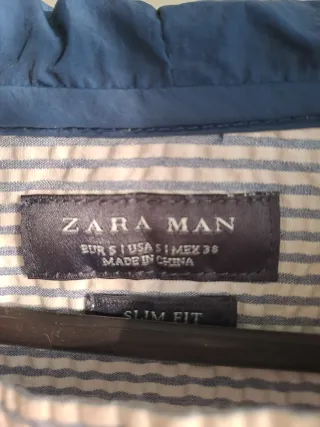 ZARA MAN
EUR S | USA S | MEX 38
MADE IN CHINA
SLIM FIT